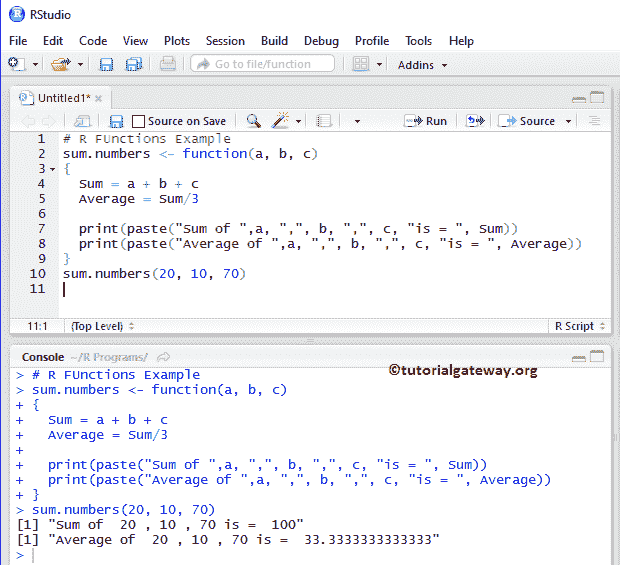 RStudio
File Edit Code View Plots Session Build Debug Profile Tools Help
Go to file/function Addins
Untitled1*
Source on Save Run Source
1 # R FUnctions Example
2 sum.numbers <- function(a, b, c)
3 {
4   Sum = a + b + c
5   Average = Sum/3
6
7   print(paste("Sum of ",a, ",", b, ",", c, "is = ", Sum))
8   print(paste("Average of ",a, ",", b, ",", c, "is = ", Average))
9 }
10 sum.numbers(20, 10, 70)
11
11:1 (Top Level) R Script
Console ~/R Programs/
©tutorialgateway.org
> # R FUnctions Example
> sum.numbers <- function(a, b, c)
+ {
+   Sum = a + b + c
+   Average = Sum/3
+
+   print(paste("Sum of ",a, ",", b, ",", c, "is = ", Sum))
+   print(paste("Average of ",a, ",", b, ",", c, "is = ", Average))
+ }
> sum.numbers(20, 10, 70)
[1] "Sum of  20 , 10 , 70 is =  100"
[1] "Average of  20 , 10 , 70 is =  33.3333333333333"
>